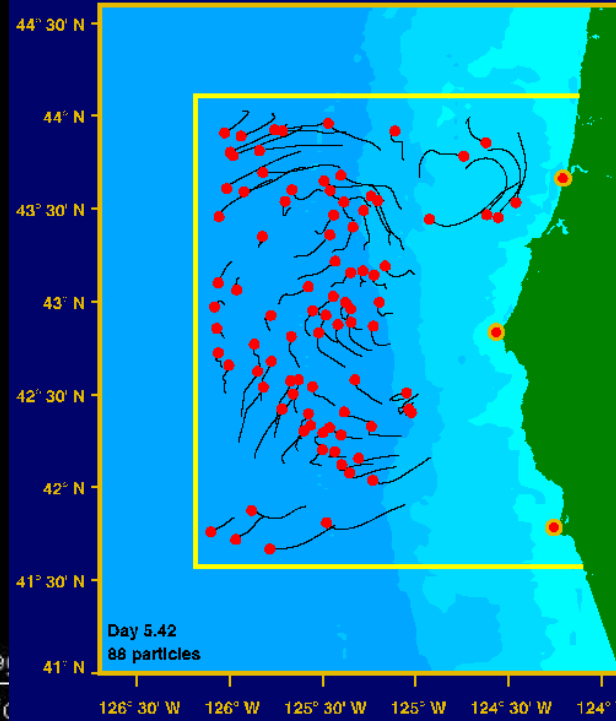 44° 30' N
44° N
43° 30' N
43° N
42° 30' N
42° N
41° 30' N
41° N
Day 5.42
88 particles
126° 30' W 126° W 125° 30' W 125° W 124° 30' W 124°